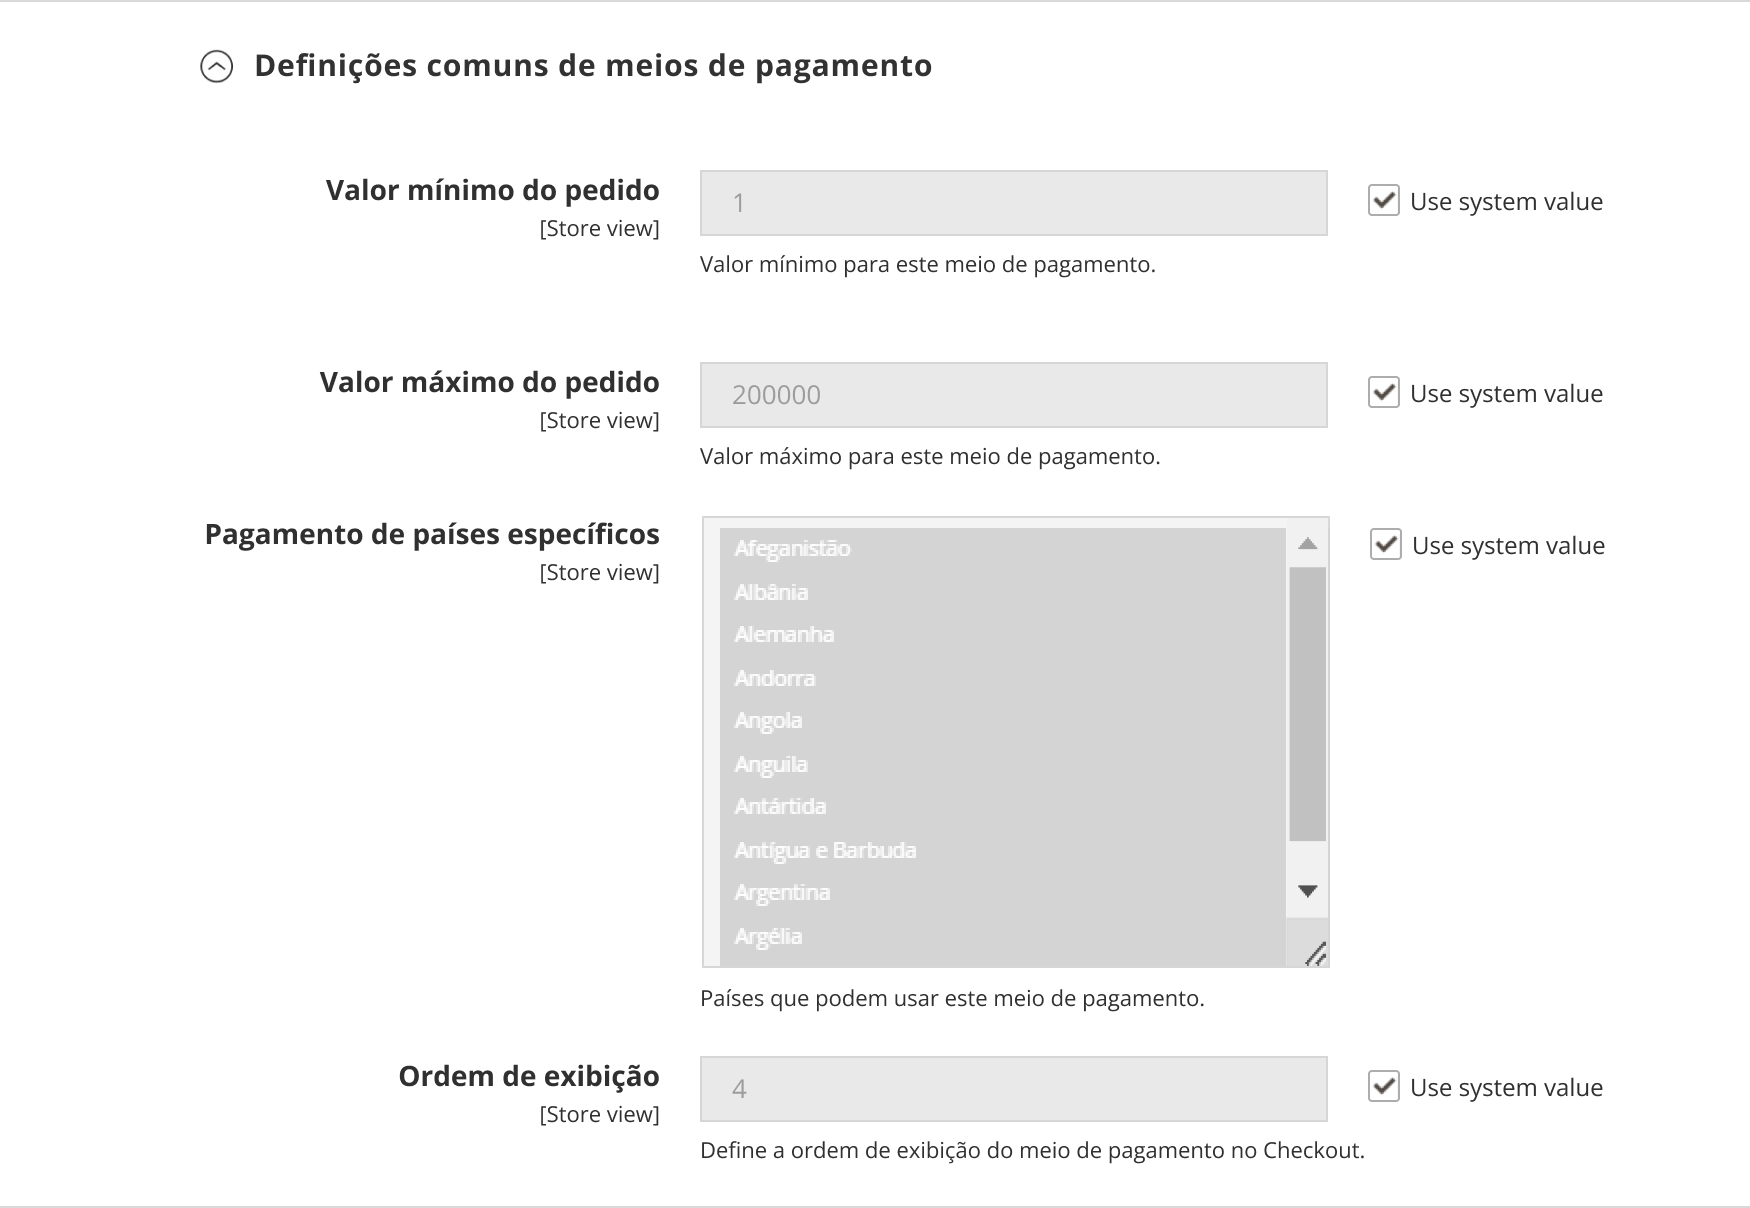 Definições comuns de meios de pagamento
Valor mínimo do pedido
[Store view]
1
Use system value
Valor mínimo para este meio de pagamento.
Valor máximo do pedido
[Store view]
200000
Use system value
Valor máximo para este meio de pagamento.
Pagamento de países específicos
[Store view]
Afeganistão
Albânia
Alemanha
Andorra
Angola
Anguila
Antártida
Antígua e Barbuda
Argentina
Argélia
Use system value
Países que podem usar este meio de pagamento.
Ordem de exibição
[Store view]
4
Use system value
Define a ordem de exibição do meio de pagamento no Checkout.